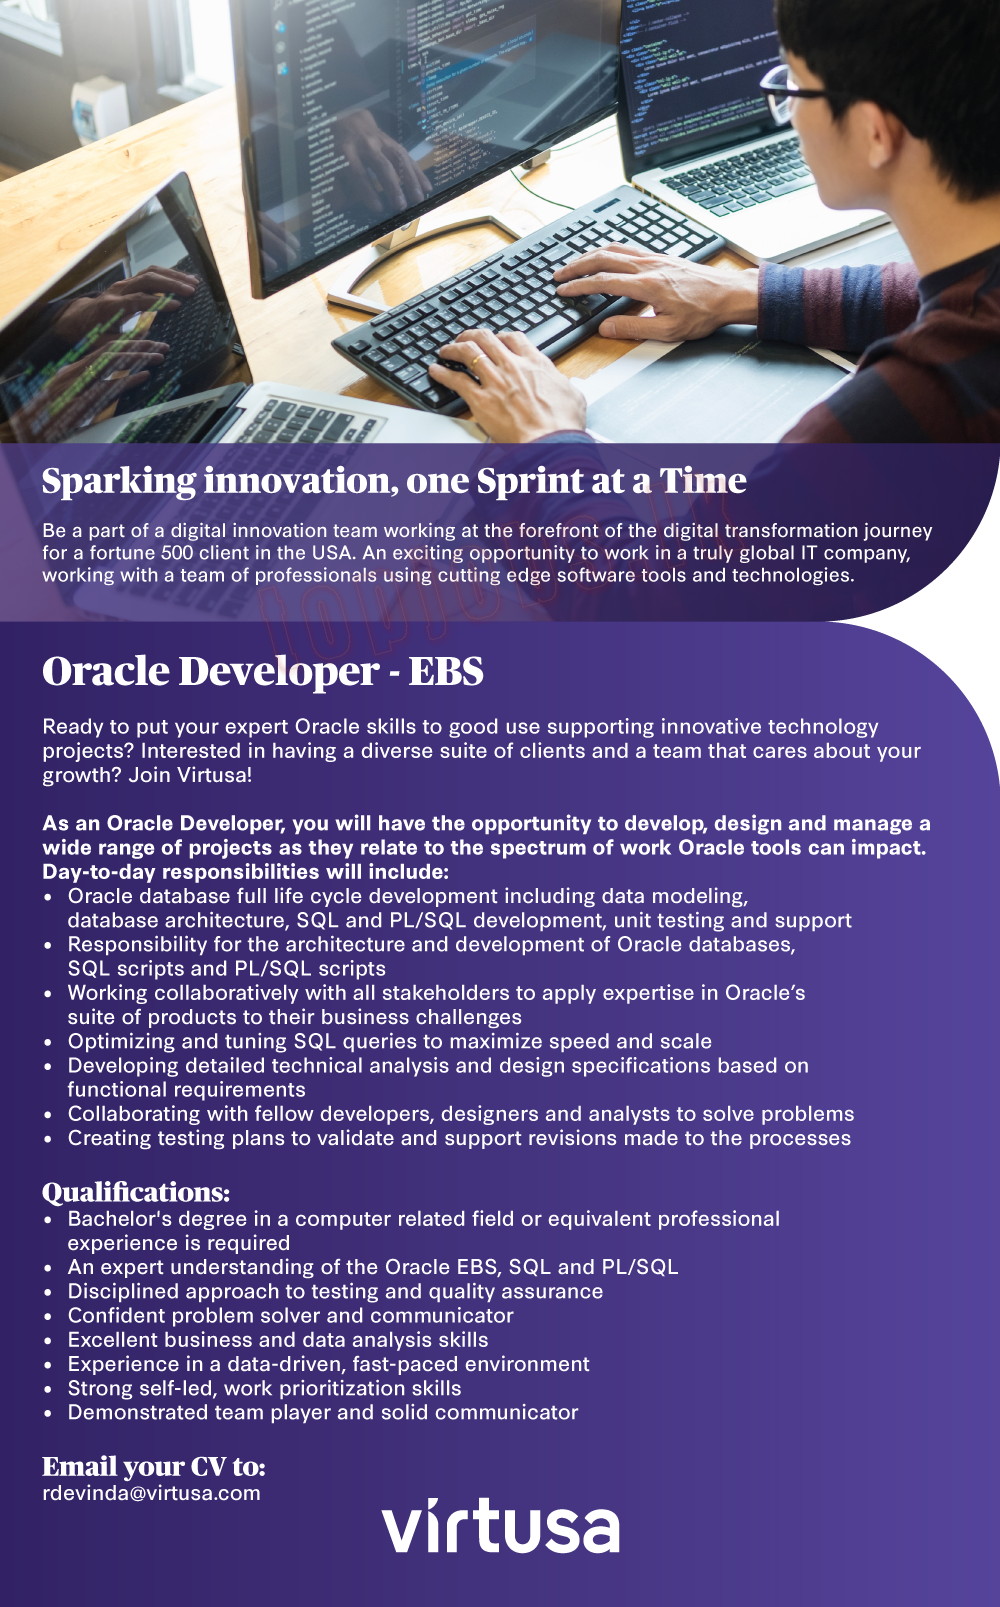 Sparking innovation, one Sprint at a Time
Be a part of a digital innovation team working at the forefront of the digital transformation journey
for a fortune 500 client in the USA. An exciting opportunity to work in a truly global IT company,
working with a team of professionals using cutting edge software tools and technologies.
Oracle Developer - EBS
Ready to put your expert Oracle skills to good use supporting innovative technology
projects? Interested in having a diverse suite of clients and a team that cares about your
growth? Join Virtusa!
As an Oracle Developer, you will have the opportunity to develop, design and manage a
wide range of projects as they relate to the spectrum of work Oracle tools can impact.
Day-to-day responsibilities will include:
• Oracle database full life cycle development including data modeling,
database architecture, SQL and PL/SQL development, unit testing and support
• Responsibility for the architecture and development of Oracle databases,
SQL scripts and PL/SQL scripts
• Working collaboratively with all stakeholders to apply expertise in Oracle’s
suite of products to their business challenges
• Optimizing and tuning SQL queries to maximize speed and scale
• Developing detailed technical analysis and design specifications based on
functional requirements
• Collaborating with fellow developers, designers and analysts to solve problems
• Creating testing plans to validate and support revisions made to the processes
Qualifications:
• Bachelor's degree in a computer related field or equivalent professional
experience is required
• An expert understanding of the Oracle EBS, SQL and PL/SQL
• Disciplined approach to testing and quality assurance
• Confident problem solver and communicator
• Excellent business and data analysis skills
• Experience in a data-driven, fast-paced environment
• Strong self-led, work prioritization skills
• Demonstrated team player and solid communicator
Email your CV to:
rdevinda@virtusa.com
virtusa